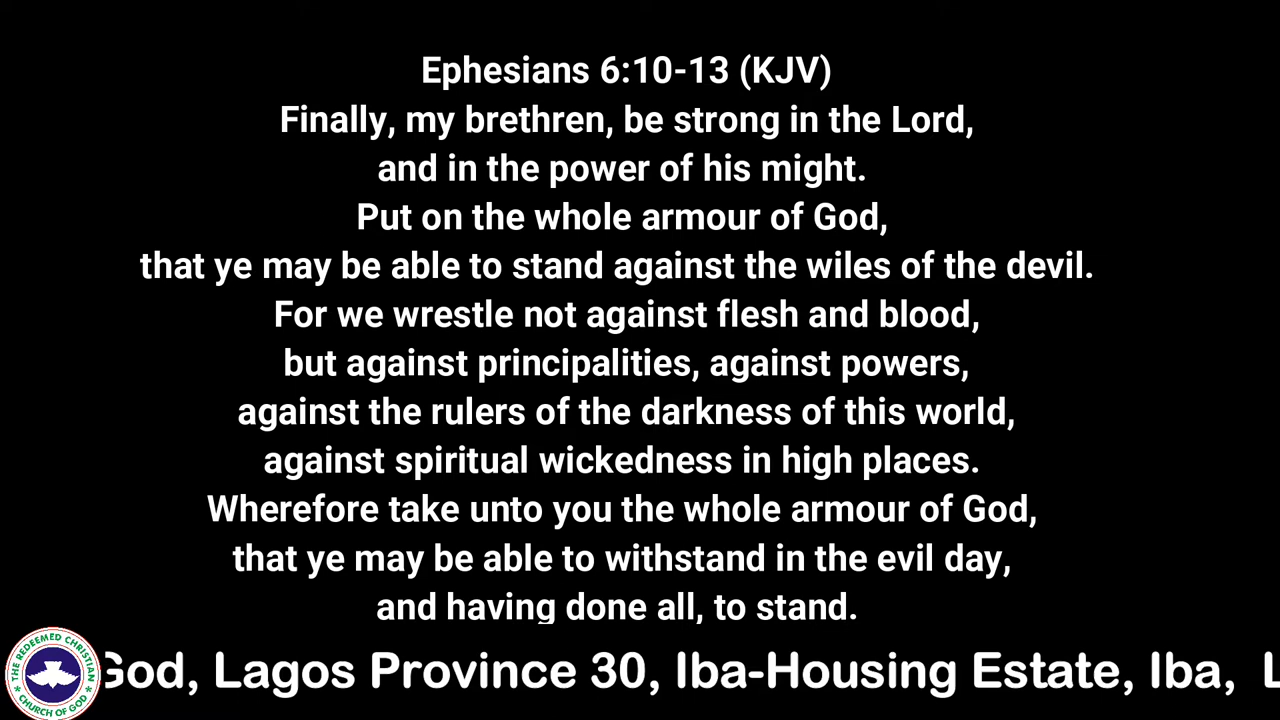 Ephesians 6:10-13 (KJV)
Finally, my brethren, be strong in the Lord,
and in the power of his might.
Put on the whole armour of God,
that ye may be able to stand against the wiles of the devil.
For we wrestle not against flesh and blood,
but against principalities, against powers,
against the rulers of the darkness of this world,
against spiritual wickedness in high places.
Wherefore take unto you the whole armour of God,
that ye may be able to withstand in the evil day,
and having done all, to stand.
THE REDEEMED CHRISTIAN
CHURCH OF GOD
God, Lagos Province 30, Iba-Housing Estate, Iba,